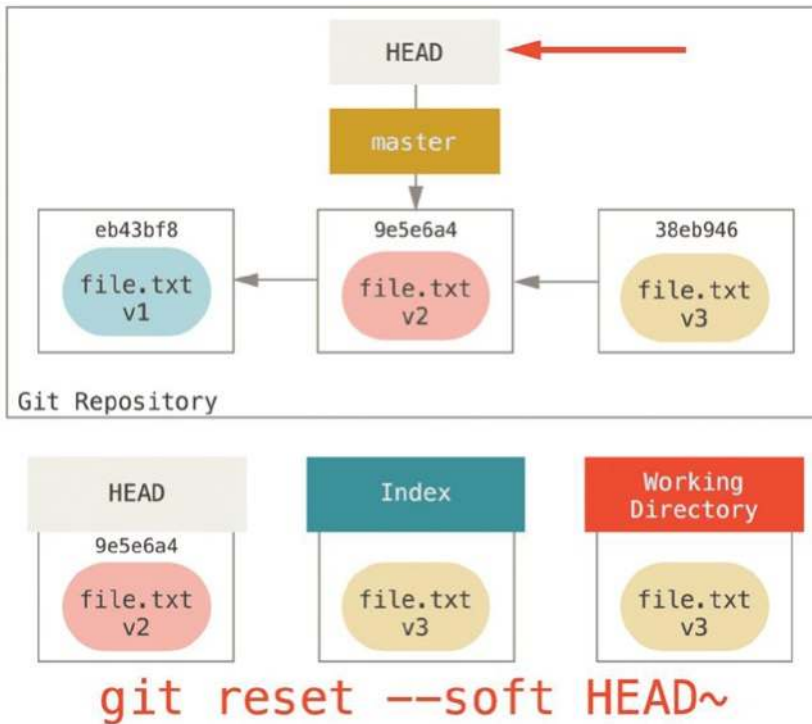 HEAD
master
eb43bf8
9e5e6a4
38eb946
file.txt
v1
file.txt
v2
file.txt
v3
Git Repository
HEAD
Index
Working
Directory
9e5e6a4
file.txt
v2
file.txt
v3
file.txt
v3
git reset --soft HEAD~